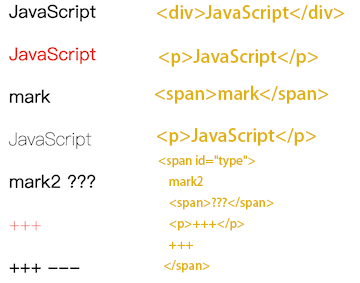 JavaScript <div>JavaScript</div>
JavaScript <p>JavaScript</p>
mark <span>mark</span>
JavaScript <p>JavaScript</p>
<span id="type">
mark2 ??? mark2
<span>???</span>
+++ <p>+++</p>
+++
+++ --- </span>